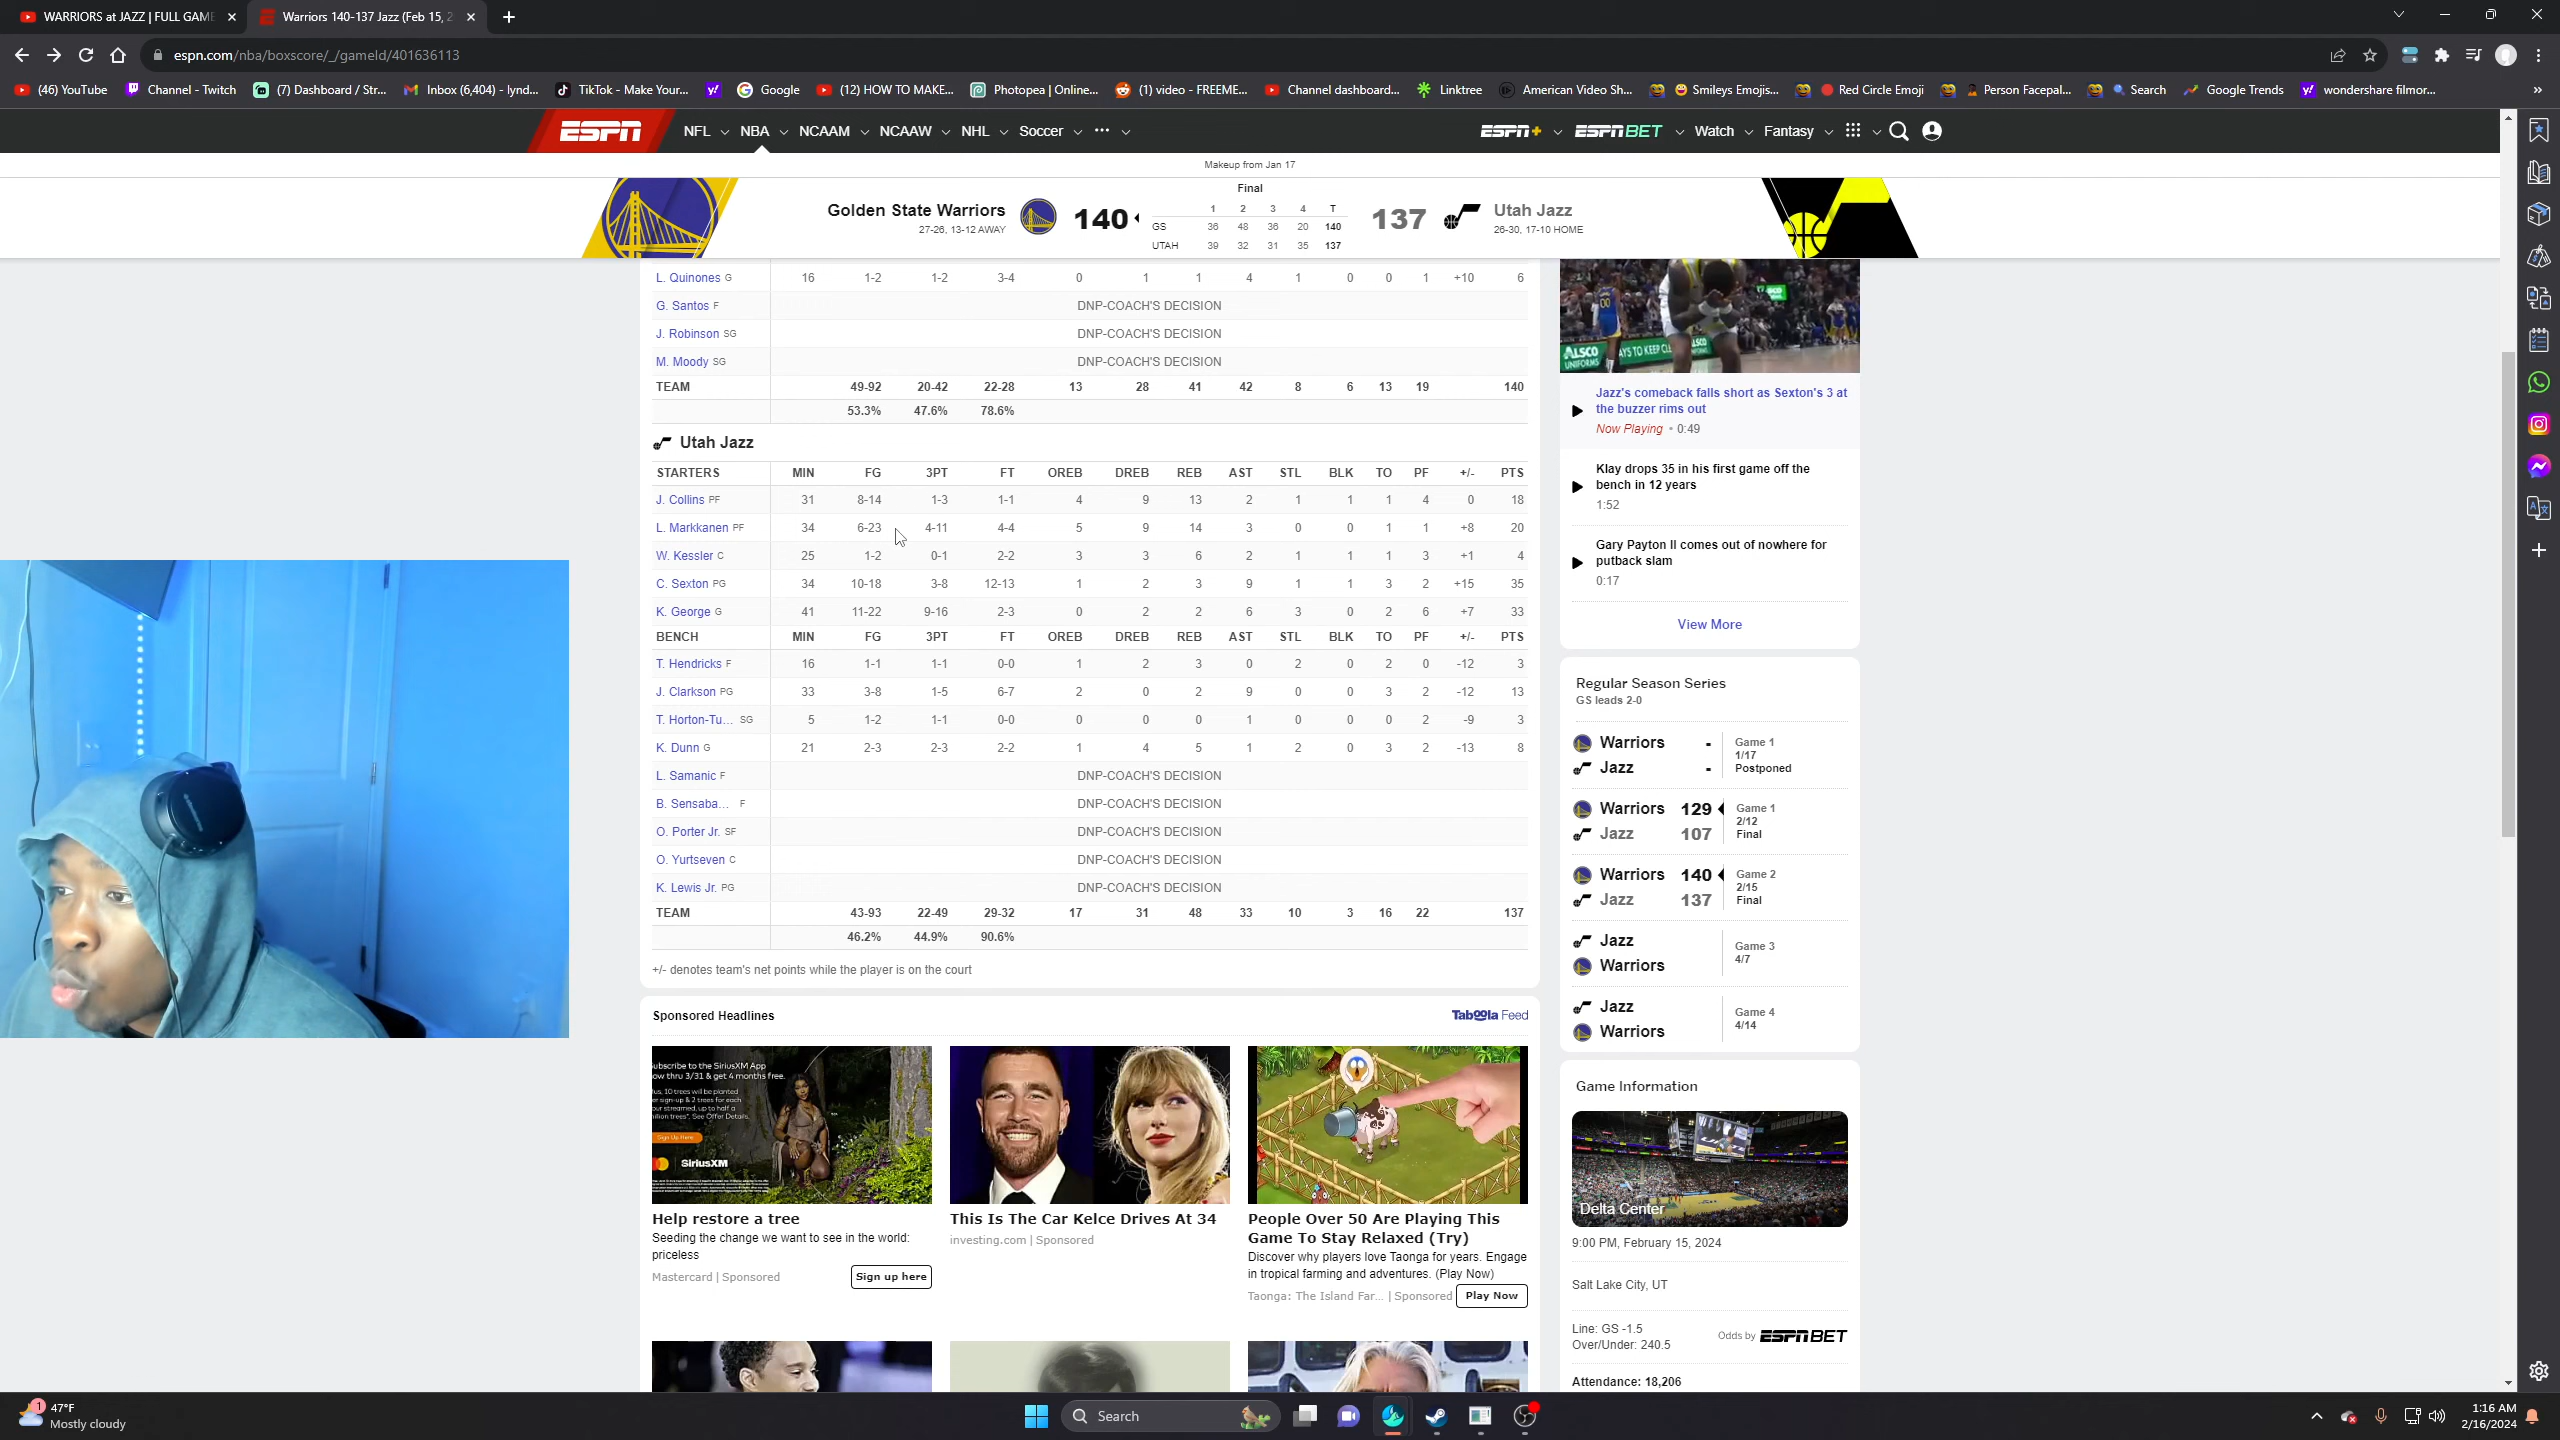 WARRIORS at JAZZ | FULL GAME
Warriors 140-137 Jazz (Feb 15, 2
espn.com/nba/boxscore/_/gameId/401636113
(46) YouTube
Channel - Twitch
(7) Dashboard / Str...
Inbox (6,404) - lynd...
TikTok - Make Your...
Google
(12) HOW TO MAKE...
Photopea | Online...
(1) video - FREEME...
Channel dashboard...
Linktree
American Video Sh...
Smileys Emojis...
Red Circle Emoji
Person Facepal...
Search
Google Trends
wondershare filmor...
ESPN NFL NBA NCAAM NCAAW NHL Soccer ESPN+ ESPN BET Watch Fantasy
Makeup from Jan 17
Final
Golden State Warriors 140
27-26, 13-12 AWAY
1 2 3 4 T
GS 36 48 36 20 140
UTAH 39 32 31 35 137
137 Utah Jazz
26-30, 17-10 HOME
L. Quinones G 16 1-2 1-2 3-4 0 1 1 4 1 0 0 1 +10 6
G. Santos F DNP-COACH'S DECISION
J. Robinson SG DNP-COACH'S DECISION
M. Moody SG DNP-COACH'S DECISION
TEAM 49-92 20-42 22-28 13 28 41 42 8 6 13 19 140
53.3% 47.6% 78.6%
Utah Jazz
STARTERS MIN FG 3PT FT OREB DREB REB AST STL BLK TO PF +/- PTS
J. Collins PF 31 8-14 1-3 1-1 4 9 13 2 1 1 1 4 0 18
L. Markkanen PF 34 6-23 4-11 4-4 5 9 14 3 0 0 1 1 +8 20
W. Kessler C 25 1-2 0-1 2-2 3 3 6 2 1 1 1 3 +1 4
C. Sexton PG 34 10-18 3-8 12-13 1 2 3 9 1 1 3 2 +15 35
K. George G 41 11-22 9-16 2-3 0 2 2 6 3 0 2 6 +7 33
BENCH MIN FG 3PT FT OREB DREB REB AST STL BLK TO PF +/- PTS
T. Hendricks F 16 1-1 1-1 0-0 1 2 3 0 2 0 2 0 -12 3
J. Clarkson PG 33 3-8 1-5 6-7 2 0 2 9 0 0 3 2 -12 13
T. Horton-Tu... SG 5 1-2 1-1 0-0 0 0 0 1 0 0 0 2 -9 3
K. Dunn G 21 2-3 2-3 2-2 1 4 5 1 2 0 3 2 -13 8
L. Samanic F DNP-COACH'S DECISION
B. Sensaba... F DNP-COACH'S DECISION
O. Porter Jr. SF DNP-COACH'S DECISION
O. Yurtseven C DNP-COACH'S DECISION
K. Lewis Jr. PG DNP-COACH'S DECISION
TEAM 43-93 22-49 29-32 17 31 48 33 10 3 16 22 137
46.2% 44.9% 90.6%
+/- denotes team's net points while the player is on the court
Sponsored Headlines
Taboola Feed
ubscribe to the SiriusXM App
ow thru 3/31 & get 4 months free.
Sign Up Here
SiriusXM
Help restore a tree
Seeding the change we want to see in the world:
priceless
Mastercard | Sponsored
Sign up here
This Is The Car Kelce Drives At 34
investing.com | Sponsored
People Over 50 Are Playing This
Game To Stay Relaxed (Try)
Discover why players love Taonga for years. Engage
in tropical farming and adventures. (Play Now)
Taonga: The Island Far... | Sponsored
Play Now
ALSCO
UNIFORMS
Jazz's comeback falls short as Sexton's 3 at
the buzzer rims out
Now Playing • 0:49
Klay drops 35 in his first game off the
bench in 12 years
1:52
Gary Payton II comes out of nowhere for
putback slam
0:17
View More
Regular Season Series
GS leads 2-0
Warriors - Game 1
1/17
Jazz - Postponed
Warriors 129 Game 1
2/12
Jazz 107 Final
Warriors 140 Game 2
2/15
Jazz 137 Final
Jazz Game 3
Warriors 4/7
Jazz Game 4
Warriors 4/14
Game Information
Delta Center
9:00 PM, February 15, 2024
Salt Lake City, UT
Line: GS -1.5
Over/Under: 240.5
Odds by ESPN BET
Attendance: 18,206
1
47°F
Mostly cloudy
Search
1:16 AM
2/16/2024